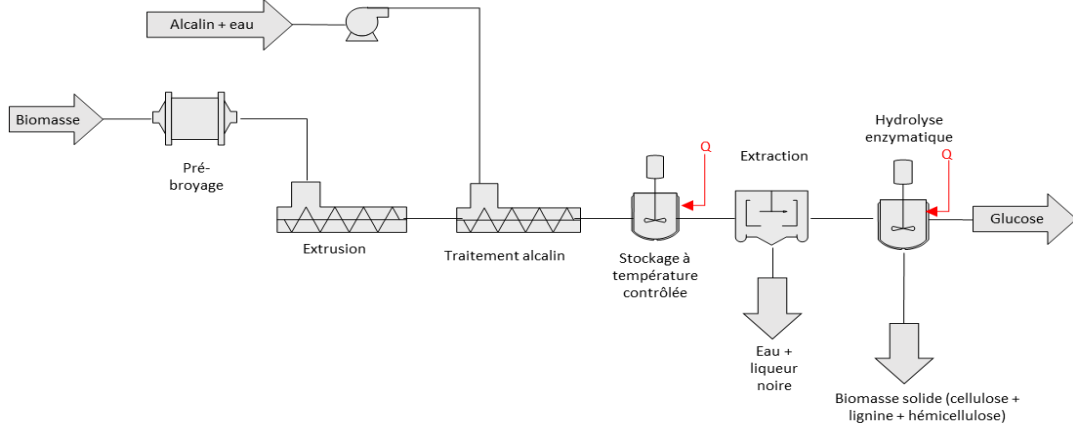 Alcalin + eau
Biomasse
Pré-
broyage
Extrusion
Traitement alcalin
Q
Stockage à
température
contrôlée
Extraction
Eau +
liqueur
noire
Hydrolyse
enzymatique
Q
Glucose
Biomasse solide (cellulose +
lignine + hémicellulose)